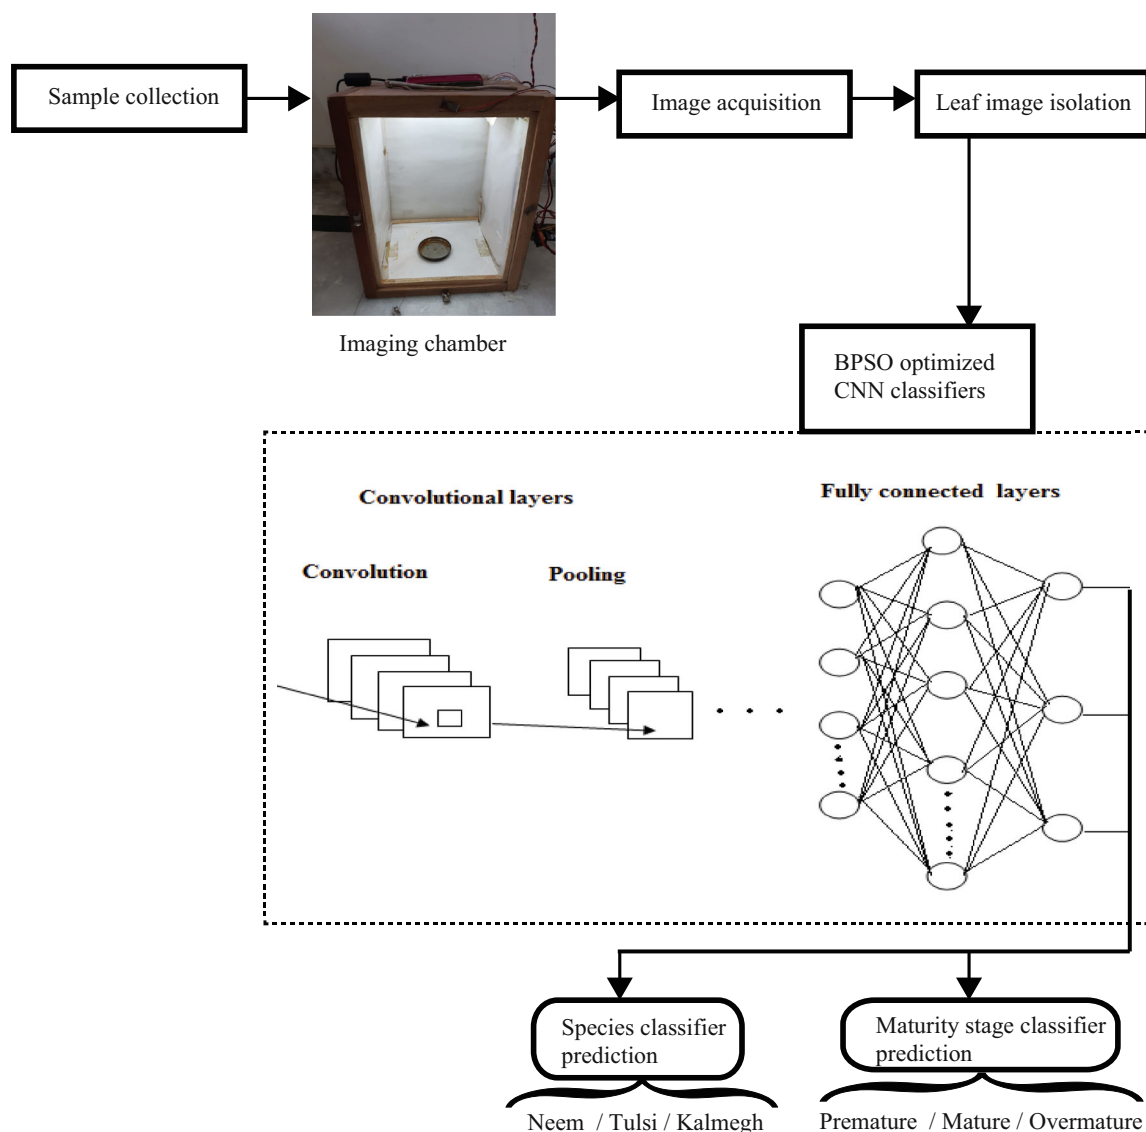 Sample collection
Image acquisition
Leaf image isolation
Imaging chamber
BPSO optimized
CNN classifiers
Convolutional layers
Fully connected layers
Convolution
Pooling
Species classifier
prediction
Maturity stage classifier
prediction
Neem / Tulsi / Kalmegh
Premature / Mature / Overmature